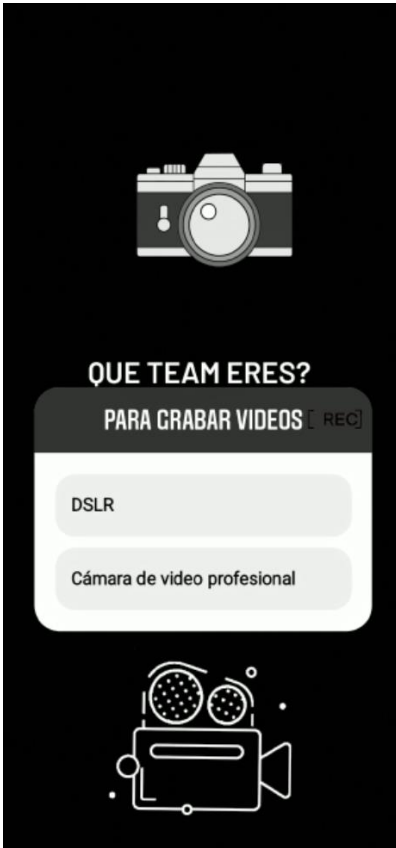 QUE TEAM ERES?
PARA GRABAR VIDEOS [ REC]
DSLR
Cámara de video profesional